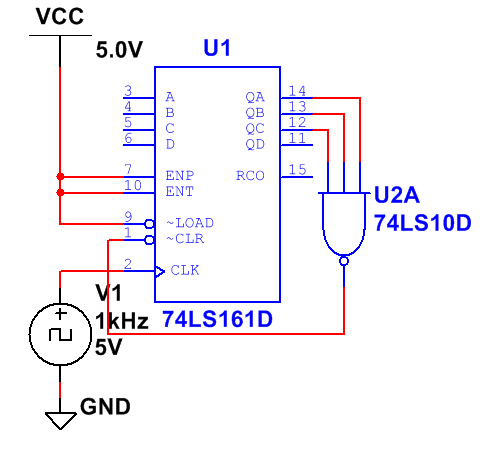 VCC
5.0V
U1
3 A QA 14
4 B QB 13
5 C QC 12
6 D QD 11
7 ENP RCO 15
10 ENT
9 ~LOAD
1 ~CLR
2 CLK
74LS161D
U2A
74LS10D
V1
1kHz
5V
GND